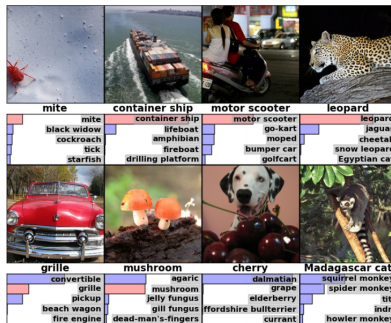 mite container ship motor scooter leopard
mite container ship motor scooter leopard
black widow lifeboat go-kart jaguar
cockroach amphibian moped cheetah
tick fireboat bumper car snow leopard
starfish drilling platform golfcart Egyptian cat
grille mushroom cherry Madagascar cat
convertible agaric dalmatian squirrel monkey
grille mushroom grape spider monkey
pickup jelly fungus elderberry titi
beach wagon gill fungus ffordshire bullterrier indri
fire engine dead-man's-fingers currant howler monkey